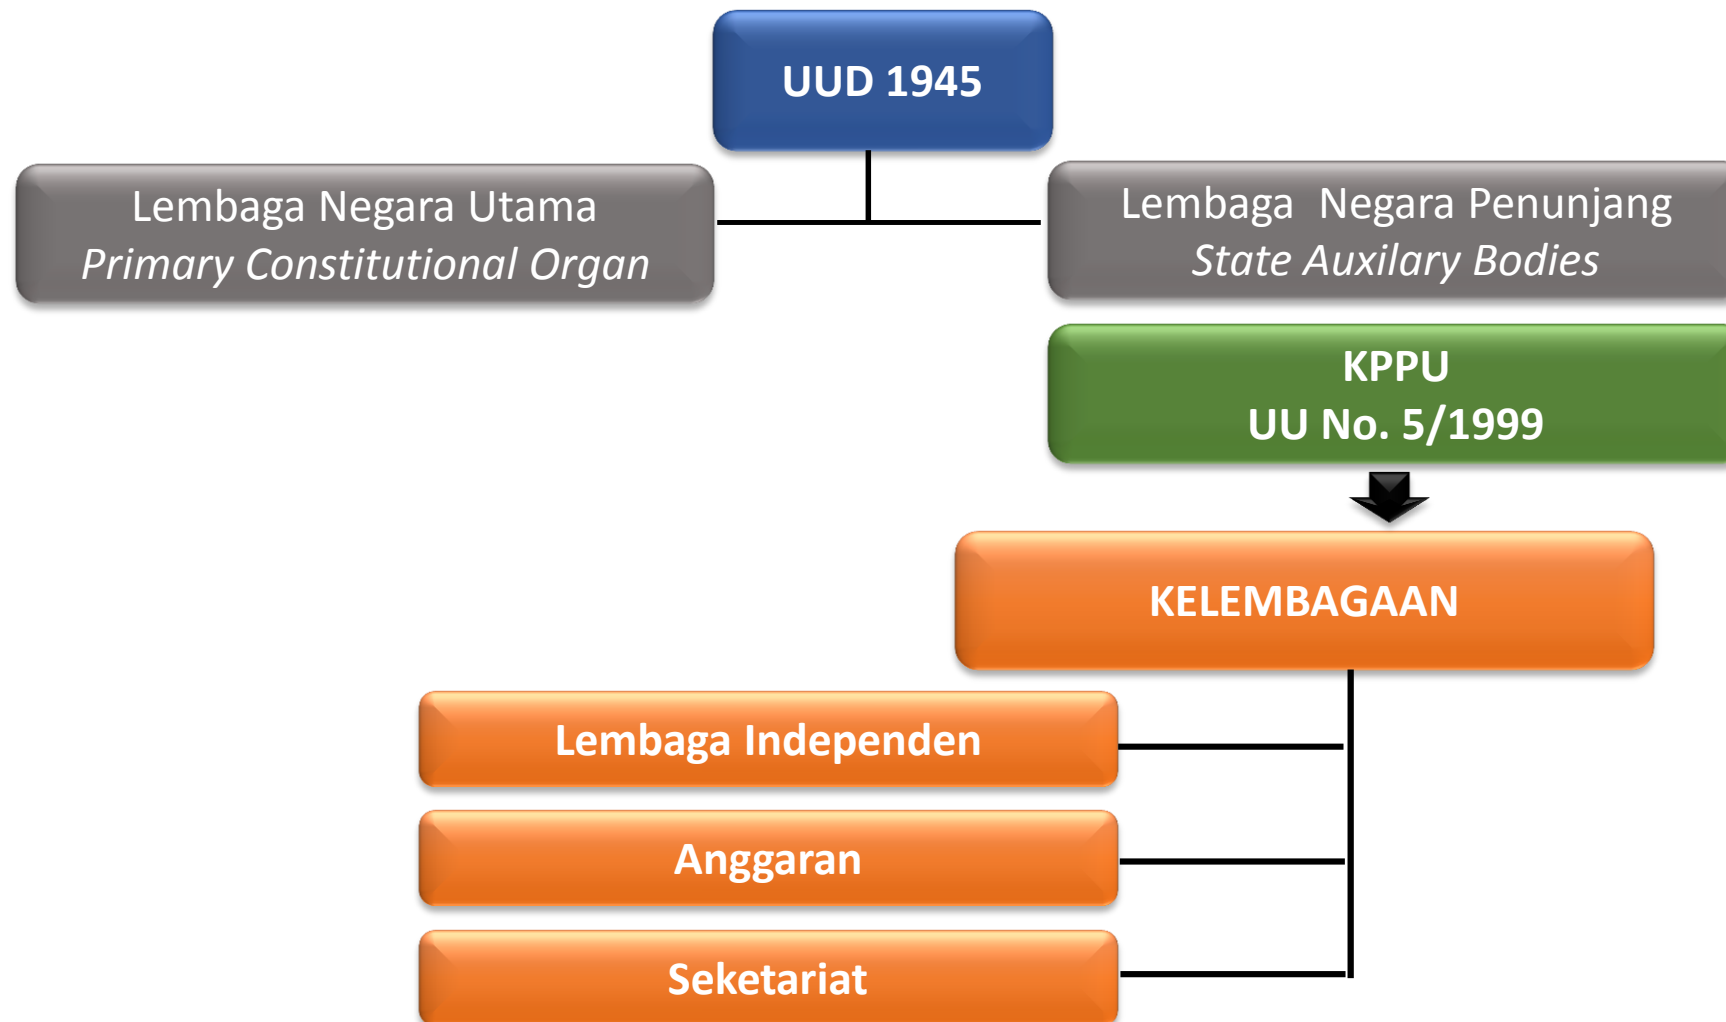 UUD 1945
Lembaga Negara Utama
Primary Constitutional Organ
Lembaga Negara Penunjang
State Auxilary Bodies
KPPU
UU No. 5/1999
KELEMBAGAAN
Lembaga Independen
Anggaran
Seketariat